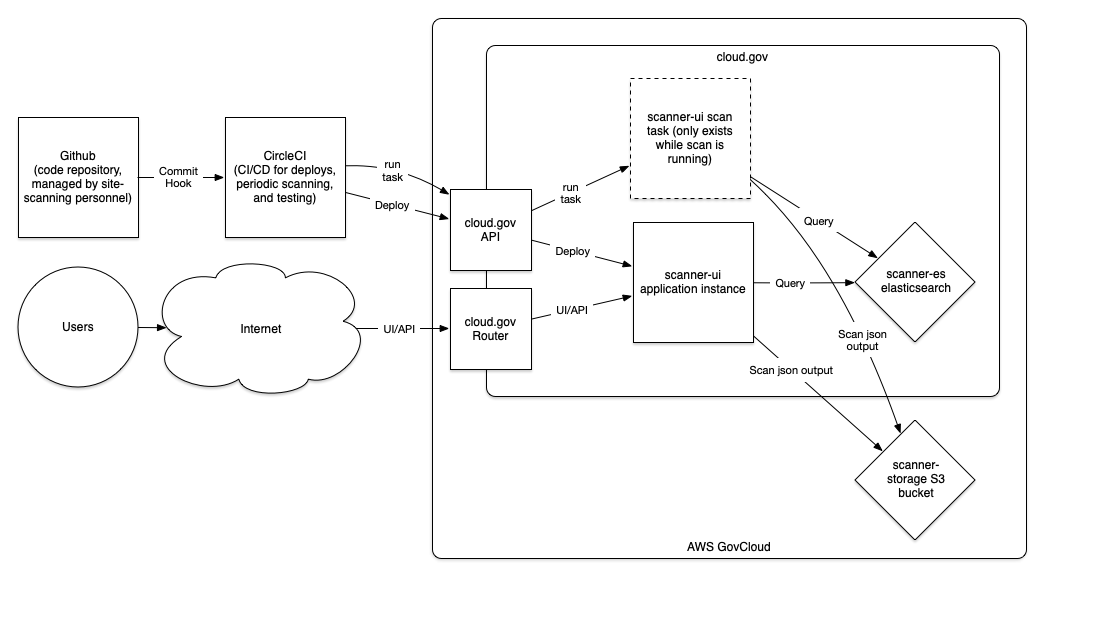 cloud.gov
scanner-ui scan
task (only exists
while scan is
running)
Github
(code repository,
managed by site-
scanning personnel)
Commit
Hook
CircleCI
(CI/CD for deploys,
periodic scanning,
and testing)
run
task
Deploy
cloud.gov
API
run
task
Deploy
Query
scanner-ui
application instance
Query
scanner-es
elasticsearch
Users
Internet
UI/API
cloud.gov
Router
UI/API
Scan json
output
Scan json output
scanner-
storage S3
bucket
AWS GovCloud